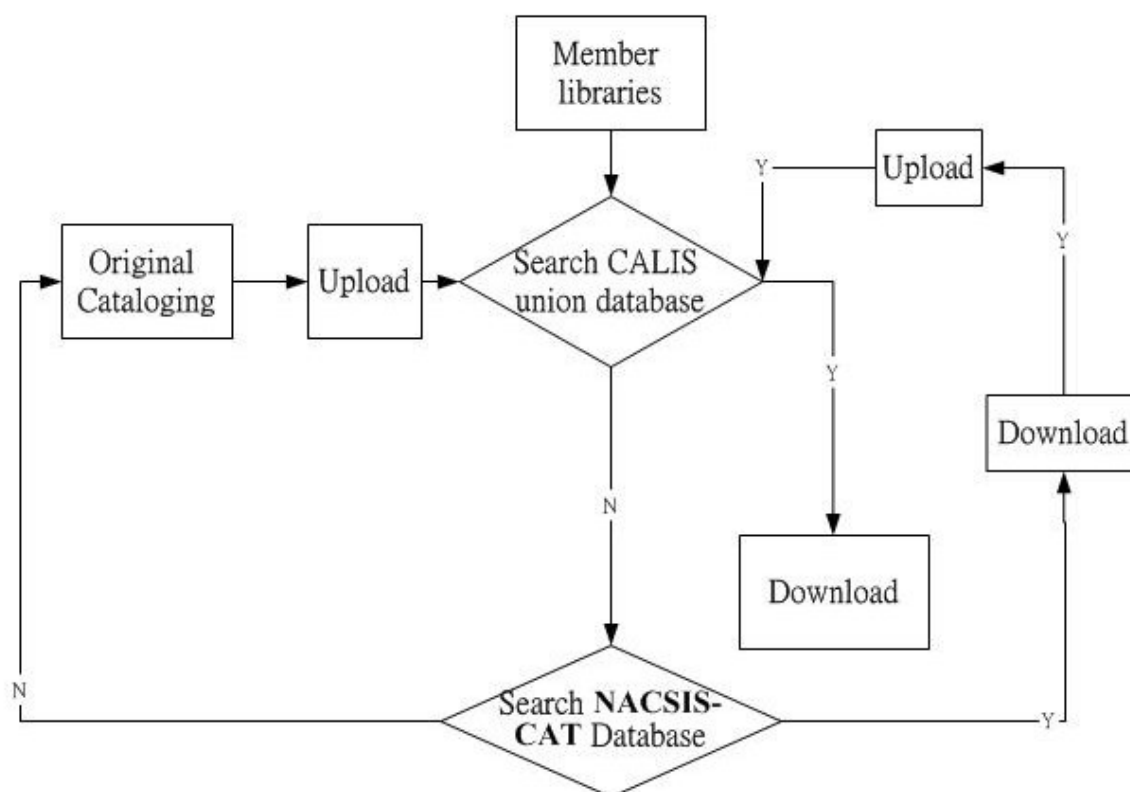 Member
libraries
Y
Upload
Y
Original
Cataloging
Upload
Search CALIS
union database
Y
Download
N
Download
N
Search NACSIS-
CAT Database
Y